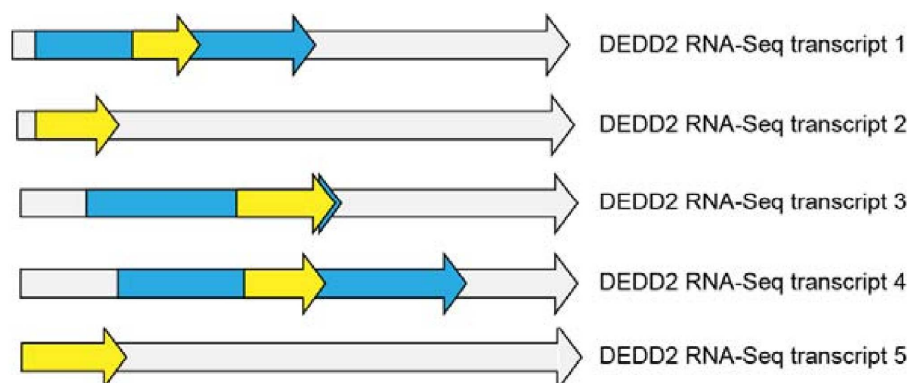 DEDD2 RNA-Seq transcript 1
DEDD2 RNA-Seq transcript 2
DEDD2 RNA-Seq transcript 3
DEDD2 RNA-Seq transcript 4
DEDD2 RNA-Seq transcript 5